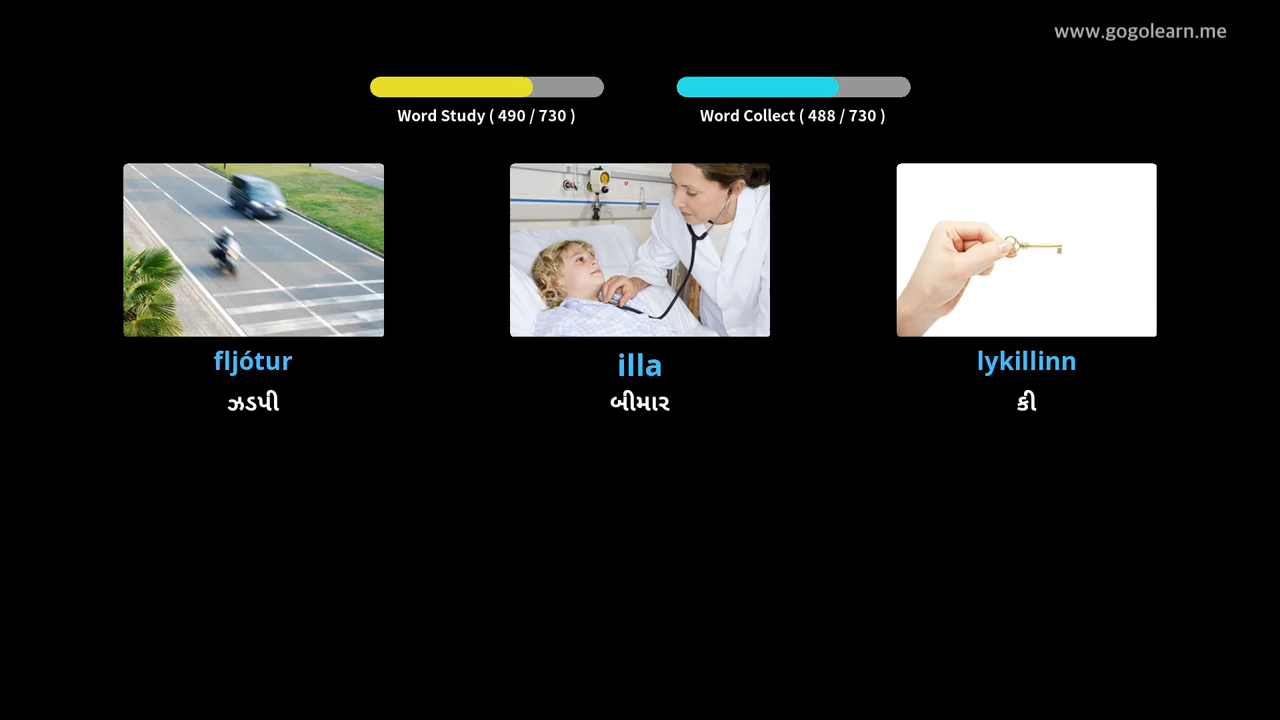 www.gogolearn.me
Word Study ( 490 / 730 )
Word Collect ( 488 / 730 )
fljótur
illa
lykillinn
ઝડપી
બીમાર
કી